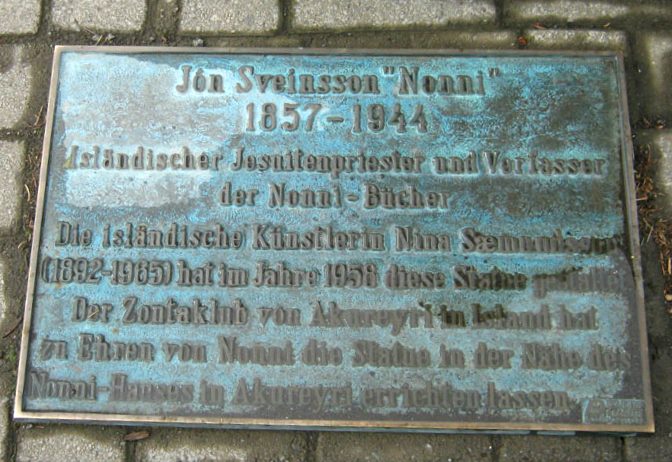 Jón Sveinsson "Nonni"
1857-1944
Isländischer Jesuitenpriester und Verfasser
der Nonni-Bücher
Die isländische Künstlerin Nina Sæmundsson
(1892-1965) hat im Jahre 1958 diese Statue gestaltet
Der Zontaklub von Akureyri in Island hat
zu Ehren von Nonni die Statue in der Nähe des
Nonni-Hauses in Akureyri errichten lassen.